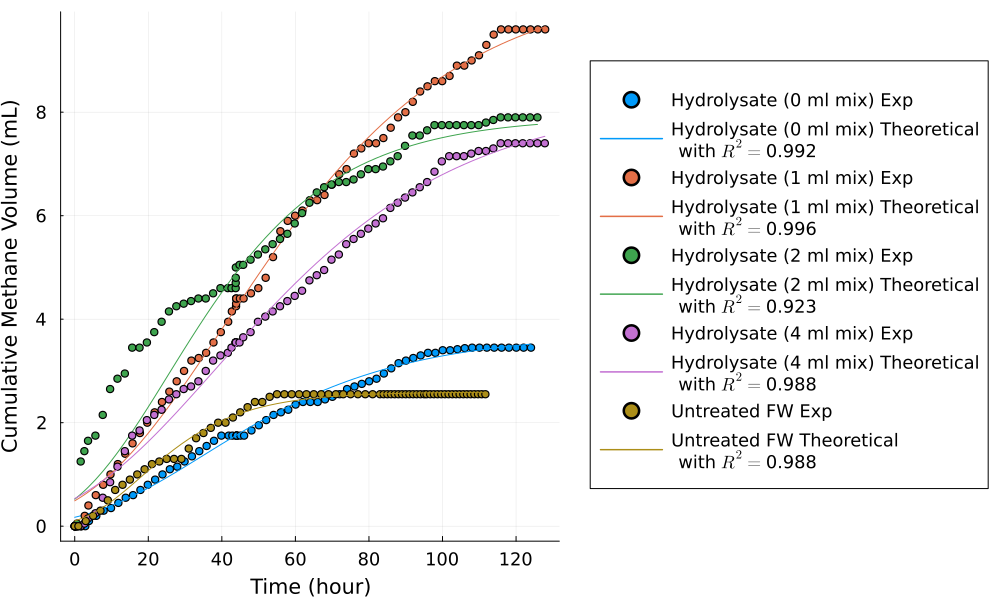 Cumulative Methane Volume (mL)
8
6
4
2
0
0 20 40 60 80 100 120
Time (hour)
Hydrolysate (0 ml mix) Exp
Hydrolysate (0 ml mix) Theoretical
with R² = 0.992
Hydrolysate (1 ml mix) Exp
Hydrolysate (1 ml mix) Theoretical
with R² = 0.996
Hydrolysate (2 ml mix) Exp
Hydrolysate (2 ml mix) Theoretical
with R² = 0.923
Hydrolysate (4 ml mix) Exp
Hydrolysate (4 ml mix) Theoretical
with R² = 0.988
Untreated FW Exp
Untreated FW Theoretical
with R² = 0.988